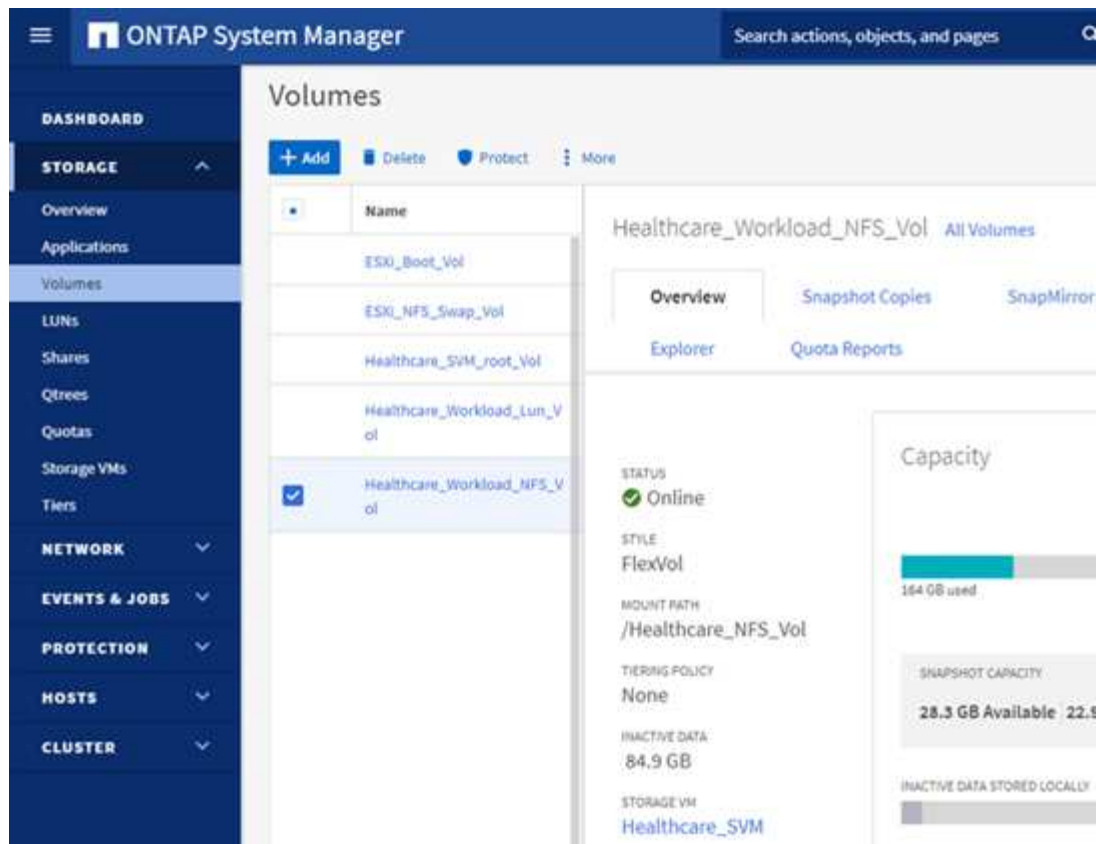 ONTAP System Manager
Search actions, objects, and pages
DASHBOARD
STORAGE
Overview
Applications
Volumes
LUNs
Shares
Qtrees
Quotas
Storage VMs
Tiers
NETWORK
EVENTS & JOBS
PROTECTION
HOSTS
CLUSTER
Volumes
+ Add
Delete
Protect
More
Name
ESXi_Boot_Vol
ESXi_NFS_Swap_Vol
Healthcare_SVM_root_Vol
Healthcare_Workload_Lun_V
ol
Healthcare_Workload_NFS_V
ol
Healthcare_Workload_NFS_Vol All Volumes
Overview Snapshot Copies SnapMirror
Explorer Quota Reports
STATUS
Online
STYLE
FlexVol
MOUNT PATH
/Healthcare_NFS_Vol
TIERING POLICY
None
INACTIVE DATA
84.9 GB
STORAGE VM
Healthcare_SVM
Capacity
164 GB used
SNAPSHOT CAPACITY
28.3 GB Available 22.9
INACTIVE DATA STORED LOCALLY